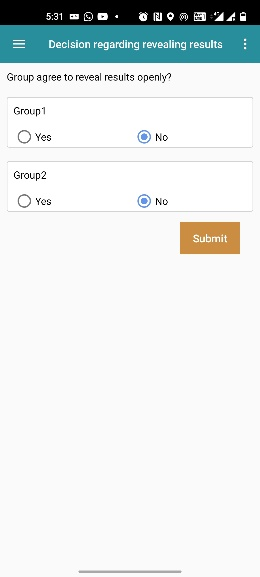 5:31
Decision regarding revealing results
Group agree to reveal results openly?
Group1
Yes No
Group2
Yes No
Submit